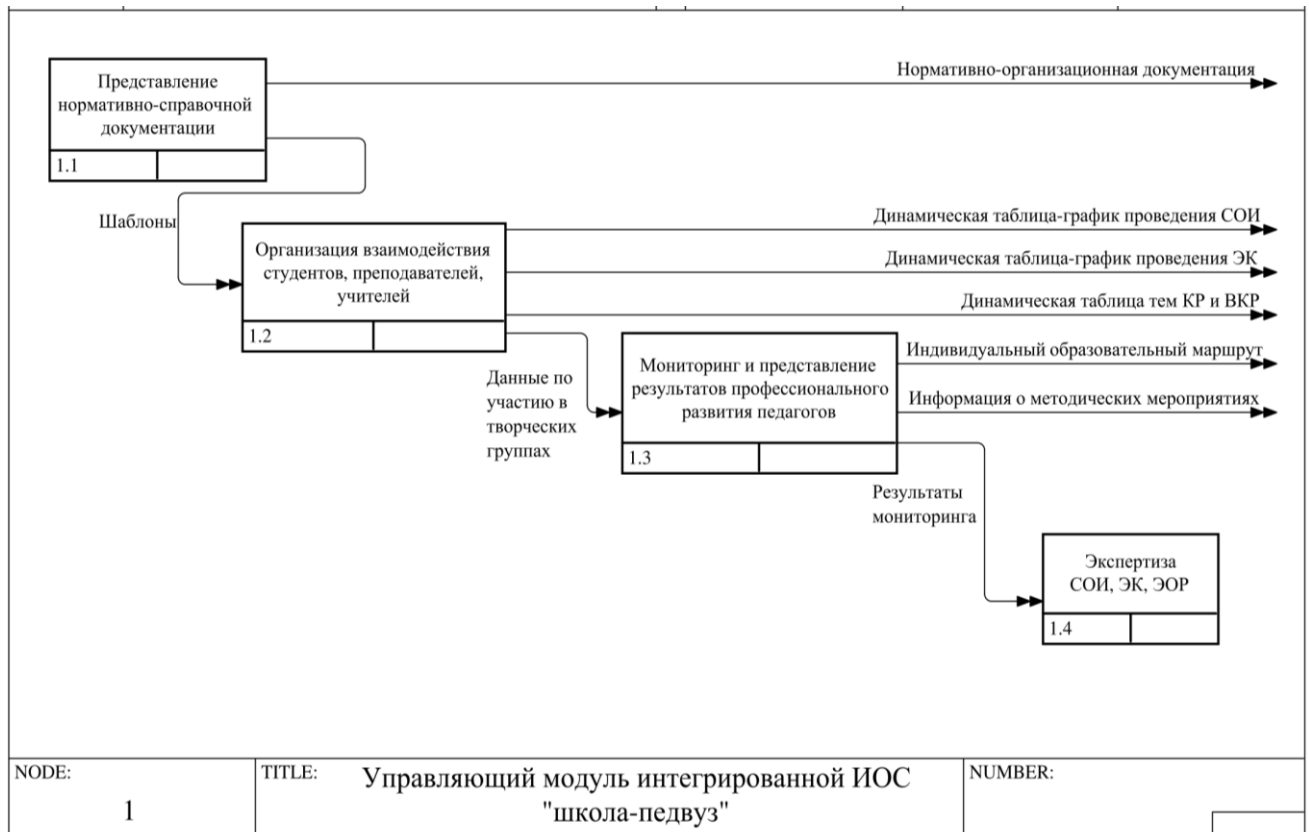 Представление
нормативно-справочной
документации
1.1
Нормативно-организационная документация
Шаблоны
Организация взаимодействия
студентов, преподавателей,
учителей
1.2
Динамическая таблица-график проведения СОИ
Динамическая таблица-график проведения ЭК
Динамическая таблица тем КР и ВКР
Данные по
участию в
творческих
группах
Мониторинг и представление
результатов профессионального
развития педагогов
1.3
Индивидуальный образовательный маршрут
Информация о методических мероприятиях
Результаты
мониторинга
Экспертиза
СОИ, ЭК, ЭОР
1.4
NODE:
1
TITLE:
Управляющий модуль интегрированной ИОС
"школа-педвуз"
NUMBER: